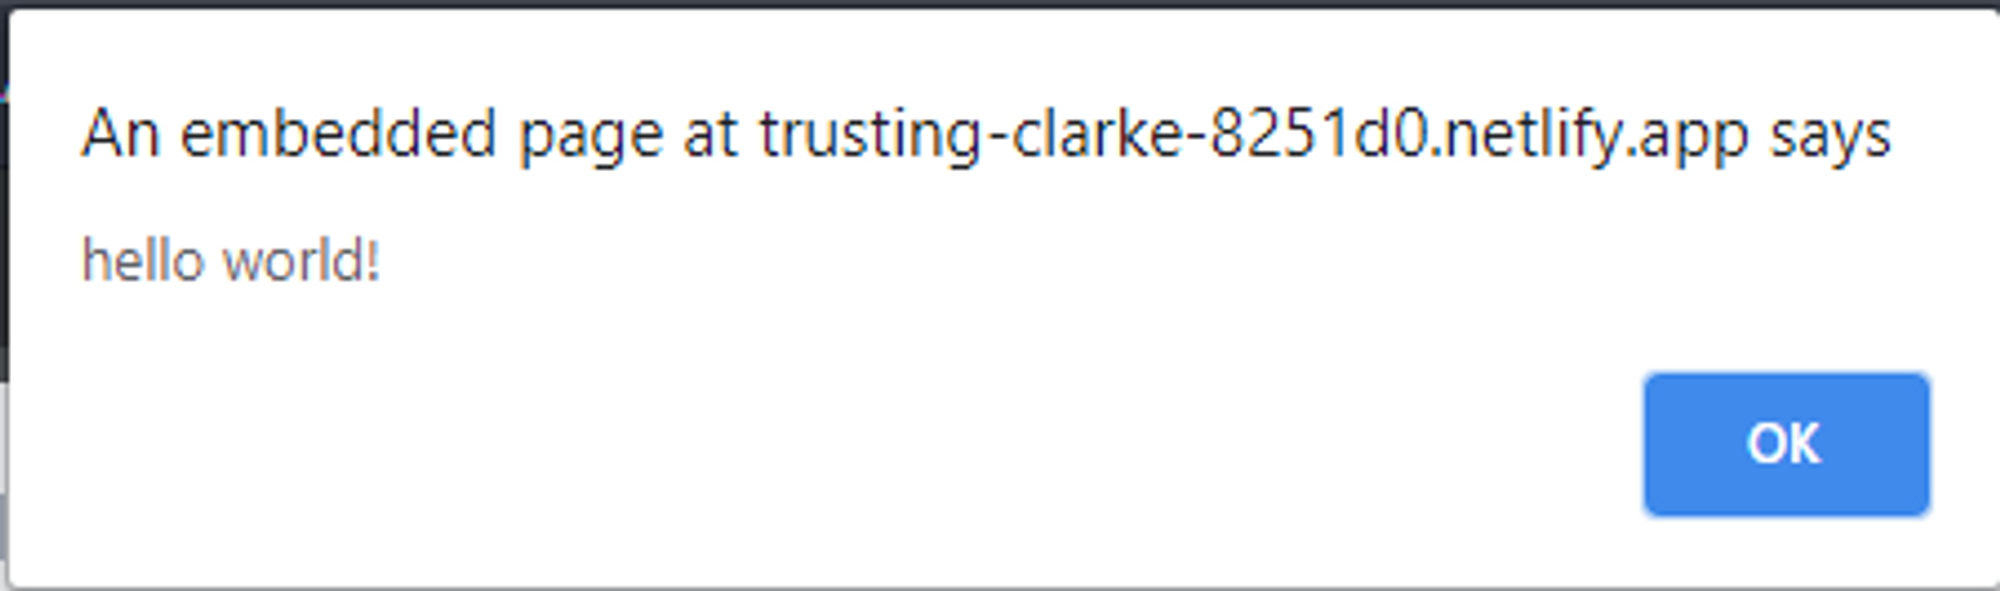 An embedded page at trusting-clarke-8251d0.netlify.app says
hello world!
OK